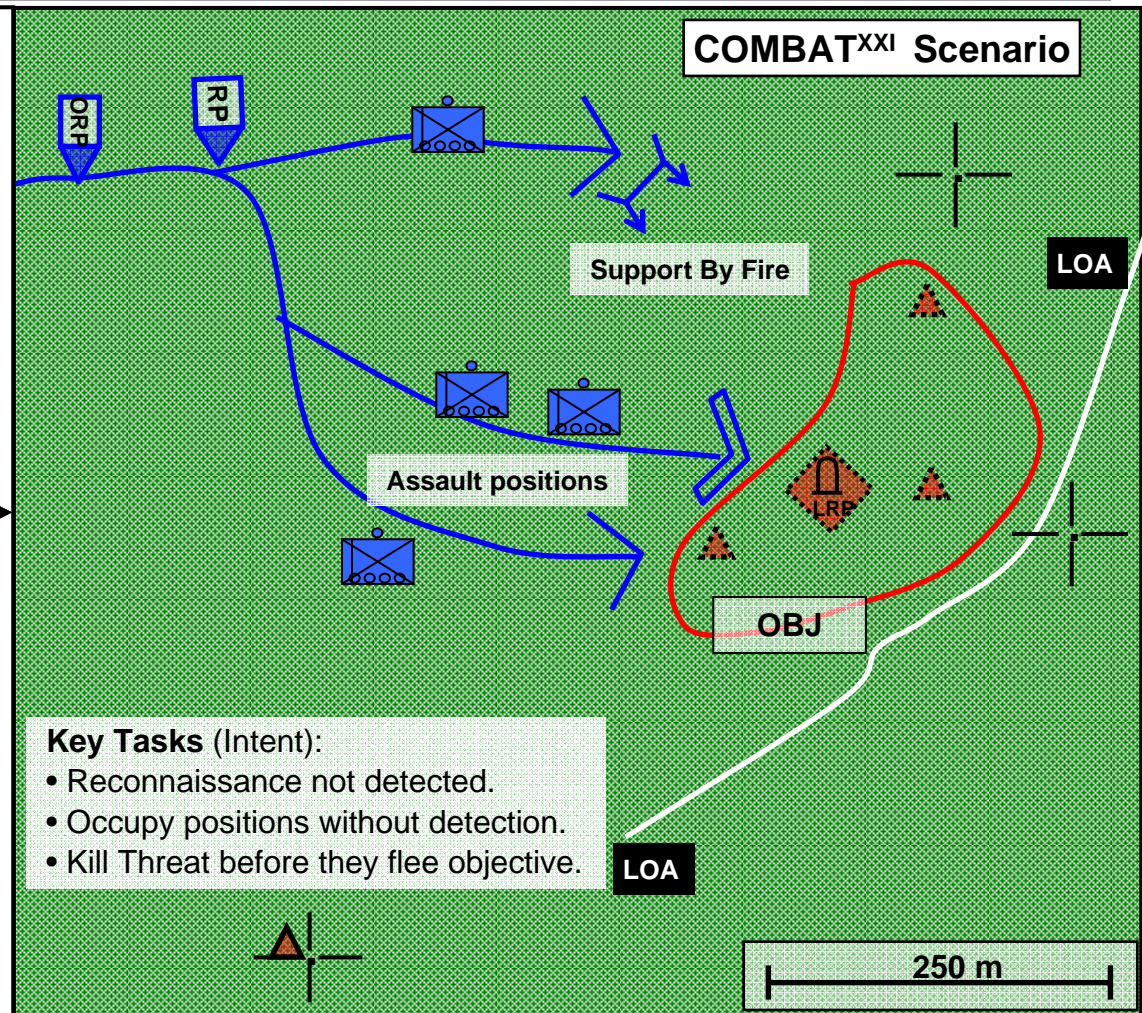 COMBATXXI Scenario
ORP
RP
LOA
Support By Fire
Assault positions
LRP
OBJ
Key Tasks (Intent):
• Reconnaissance not detected.
• Occupy positions without detection.
• Kill Threat before they flee objective.
LOA
250 m